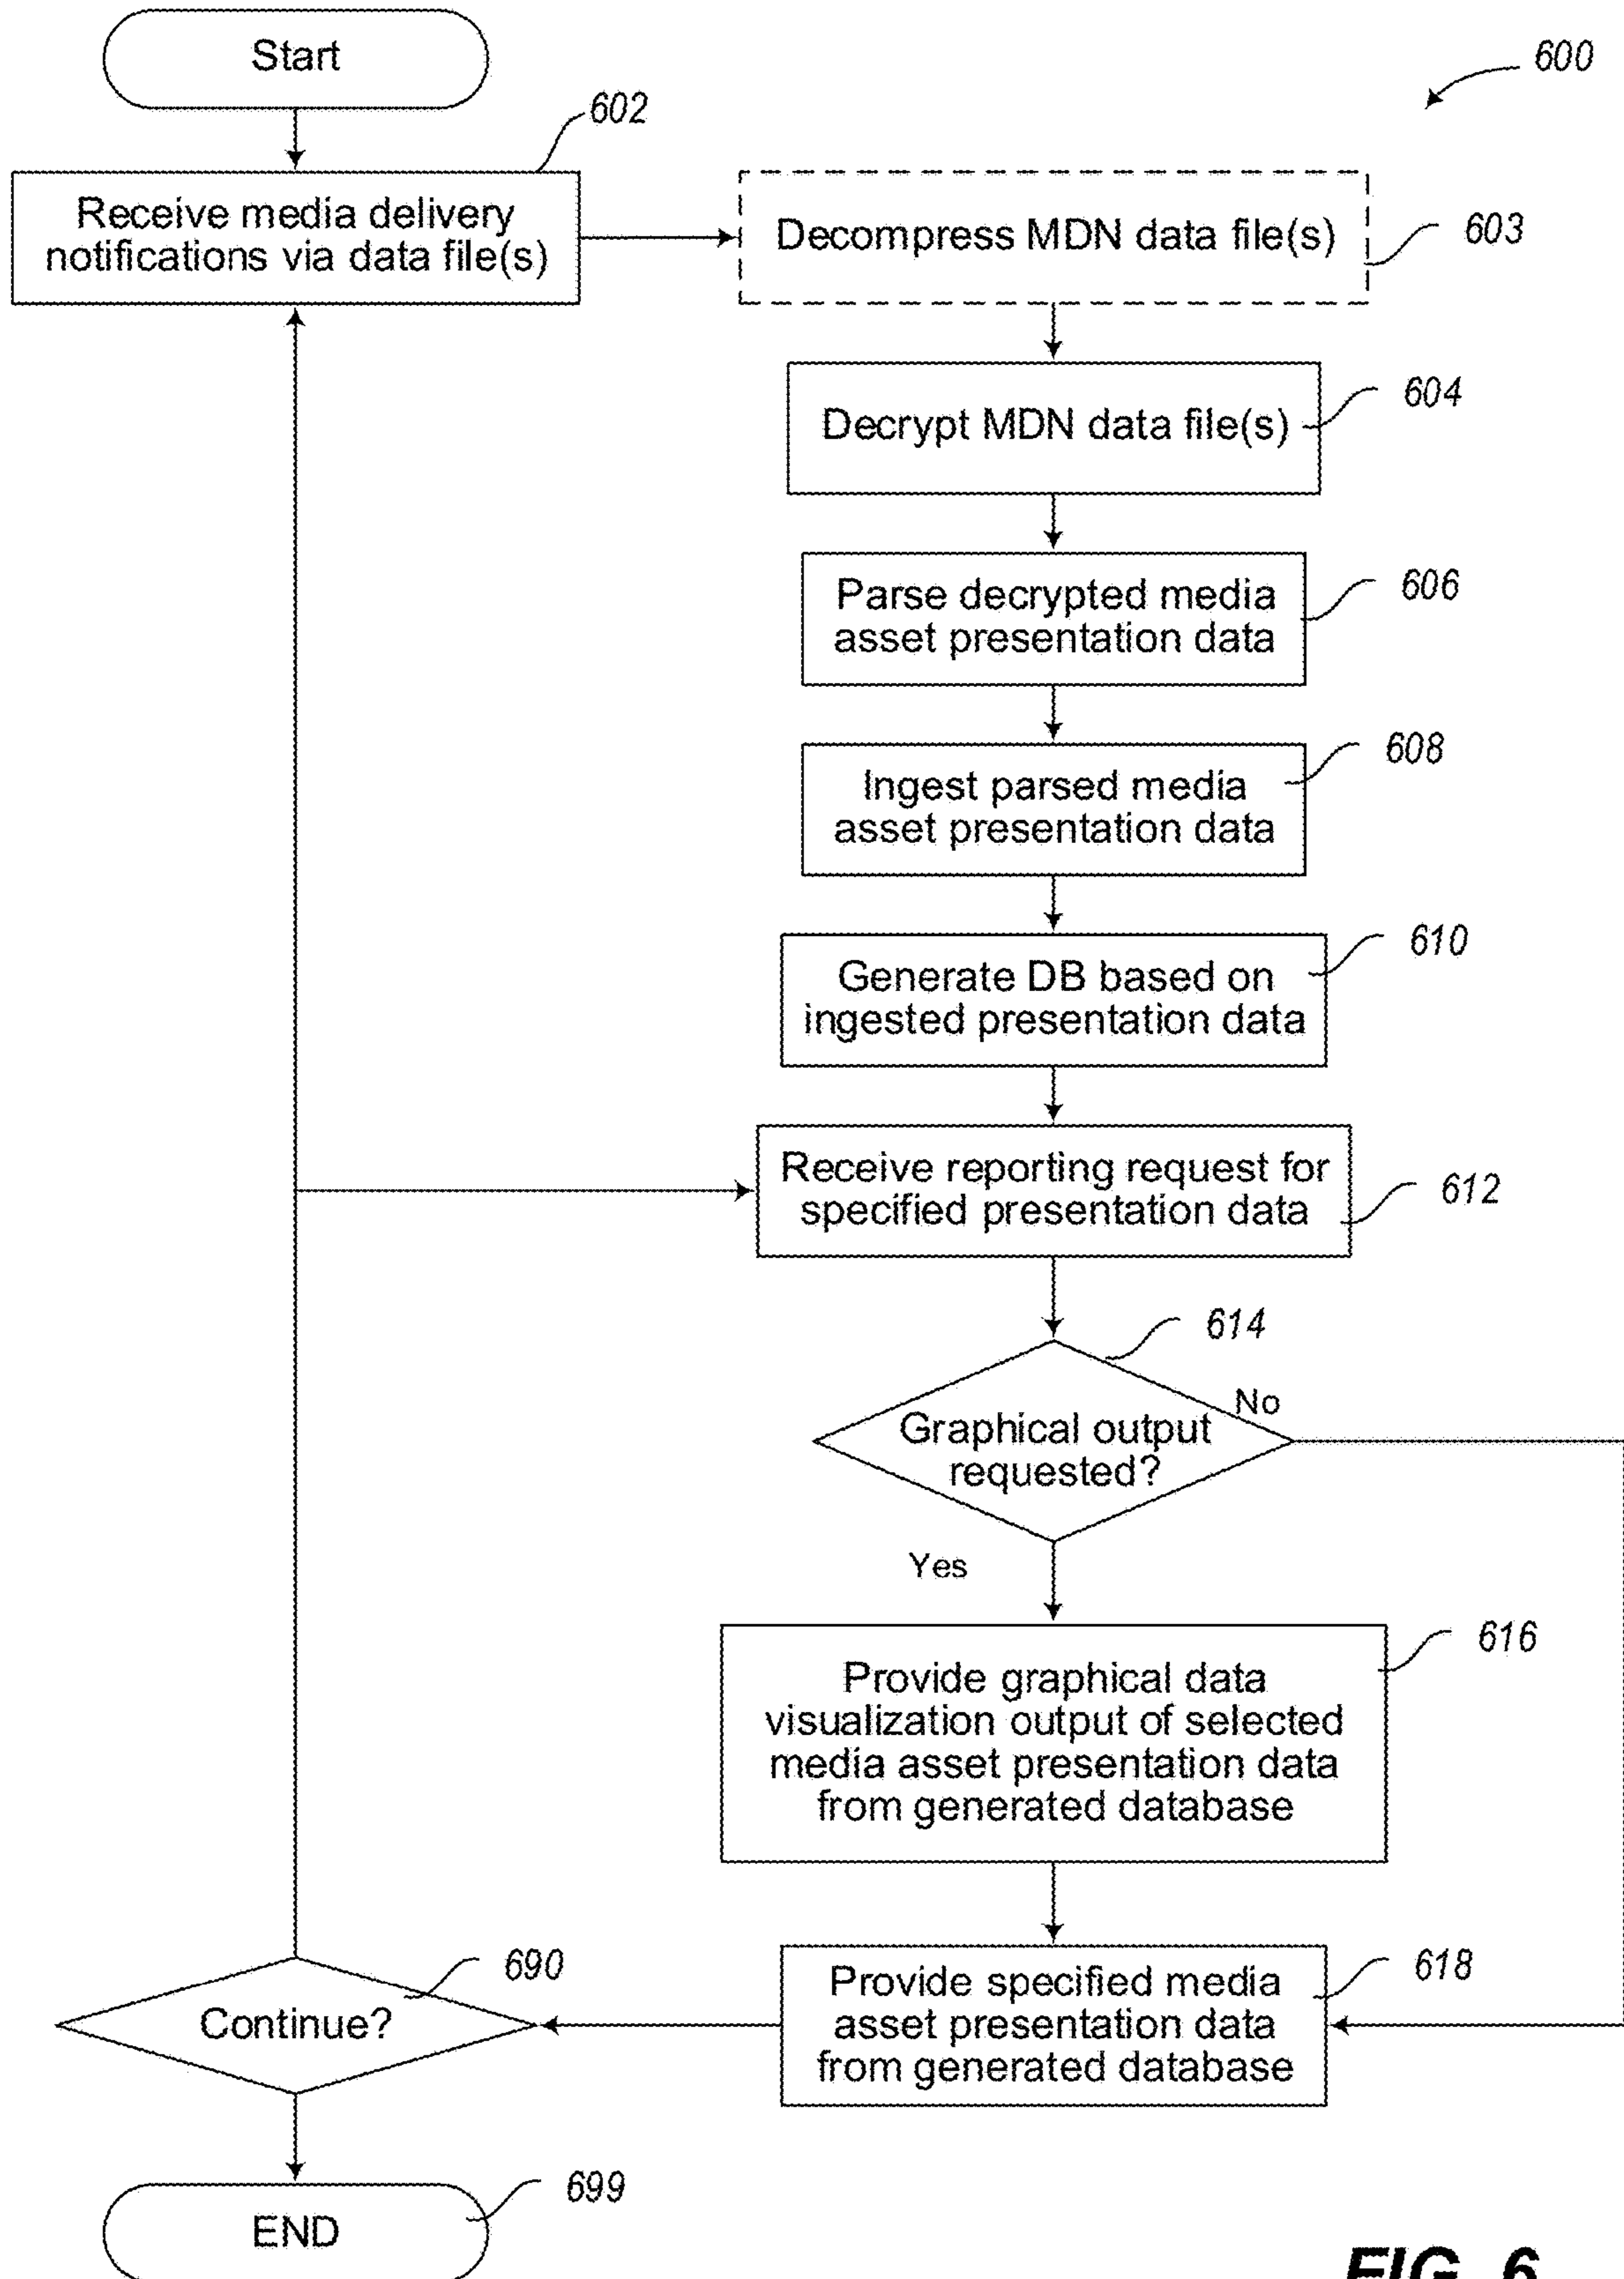 Start
600
602
Receive media delivery
notifications via data file(s)
Decompress MDN data file(s)
603
Decrypt MDN data file(s)
604
Parse decrypted media
asset presentation data
606
Ingest parsed media
asset presentation data
608
Generate DB based on
ingested presentation data
610
Receive reporting request for
specified presentation data
612
614
Graphical output
requested?
No
Yes
Provide graphical data
visualization output of selected
media asset presentation data
from generated database
616
Provide specified media
asset presentation data
from generated database
618
Continue?
690
END
699
FIG. 6